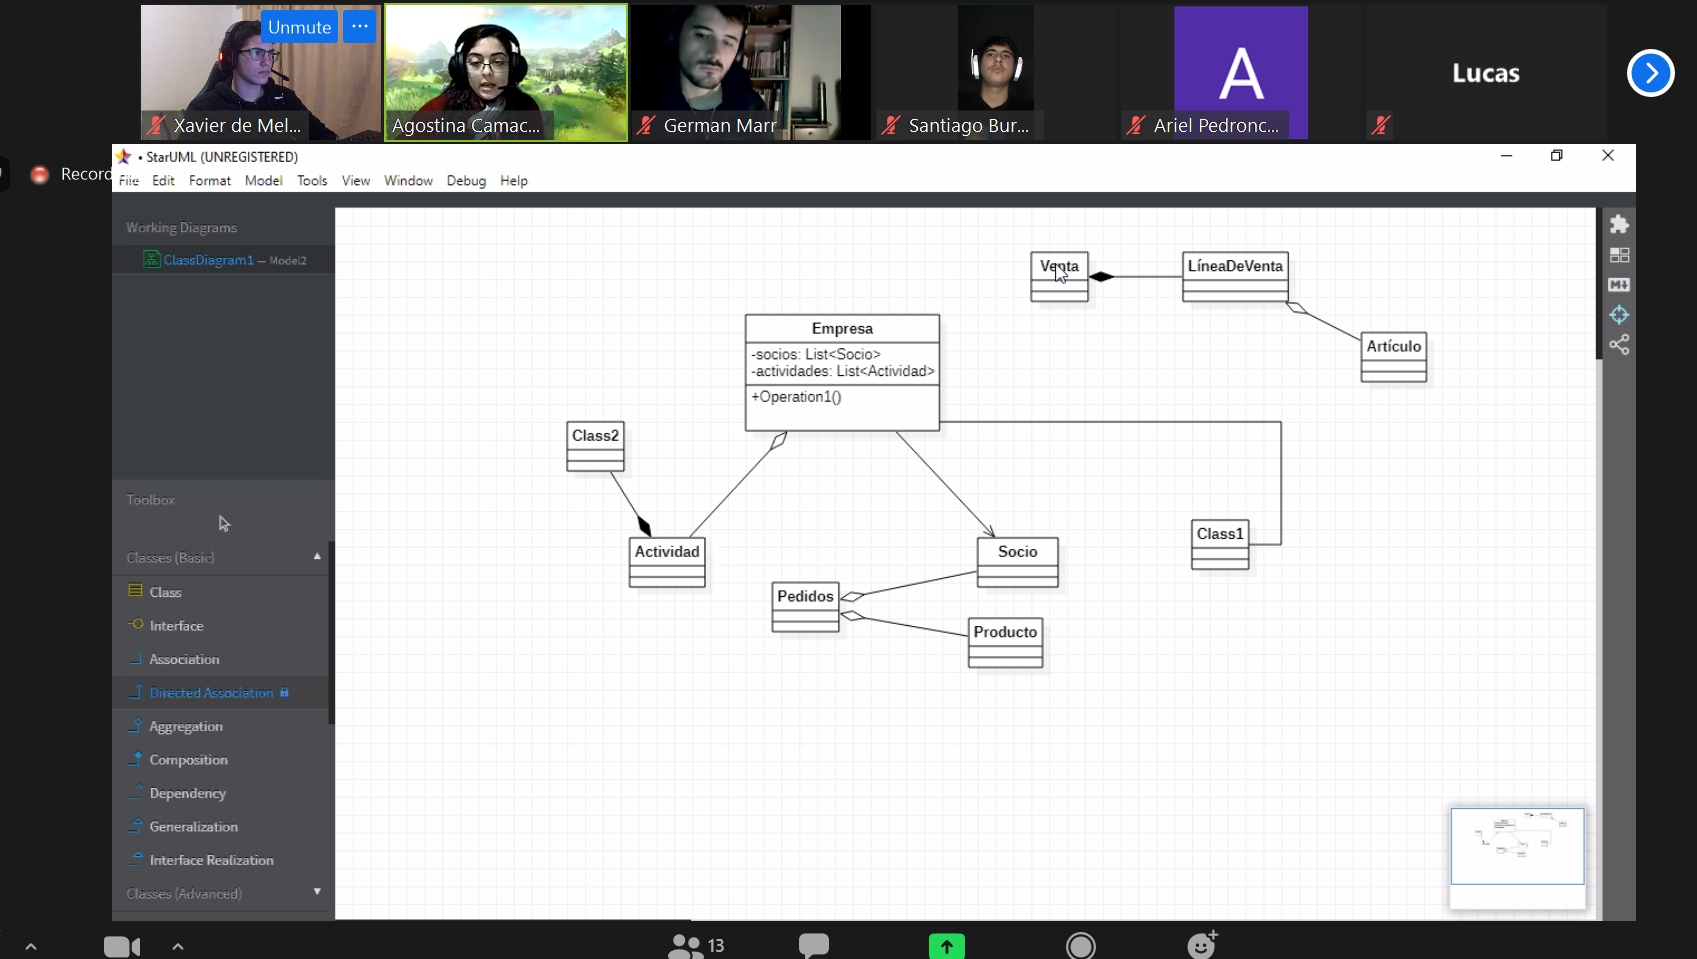 Unmute
Xavier de Mel...
Agostina Camac...
German Marr
Santiago Bur...
A
Ariel Pedronc...
Lucas
Record
• StarUML (UNREGISTERED)
File Edit Format Model Tools View Window Debug Help
Working Diagrams
ClassDiagram1 — Model2
Toolbox
Classes (Basic)
Class
Interface
Association
Directed Association
Aggregation
Composition
Dependency
Generalization
Interface Realization
Classes (Advanced)
Venta
LíneaDeVenta
Artículo
Empresa
-socios: List<Socio>
-actividades: List<Actividad>
+Operation1()
Class2
Actividad
Socio
Class1
Pedidos
Producto
13